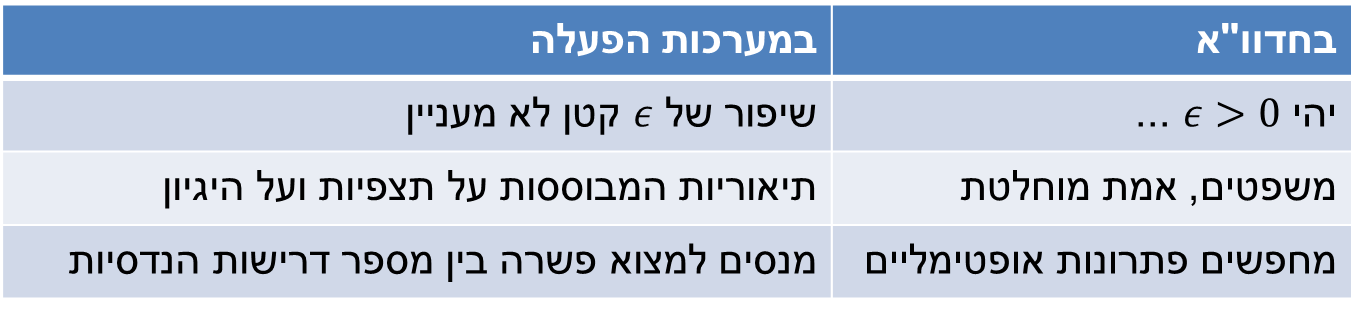 בחדוו"א במערכות הפעלה
יהי ϵ > 0 ... שיפור של ϵ קטן לא מעניין
משפטים, אמת מוחלטת תיאוריות המבוססות על תצפיות ועל היגיון
מחפשים פתרונות אופטימליים מנסים למצוא פשרה בין מספר דרישות הנדסיות